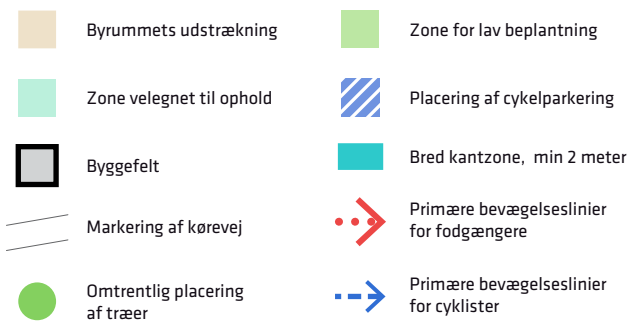 Byrummets udstrækning
Zone velegnet til ophold
Byggefelt
Markering af kørevej
Omtrentlig placering
af træer
Zone for lav beplantning
Placering af cykelparkering
Bred kantzone, min 2 meter
Primære bevægelseslinier
for fodgængere
Primære bevægelseslinier
for cyklister